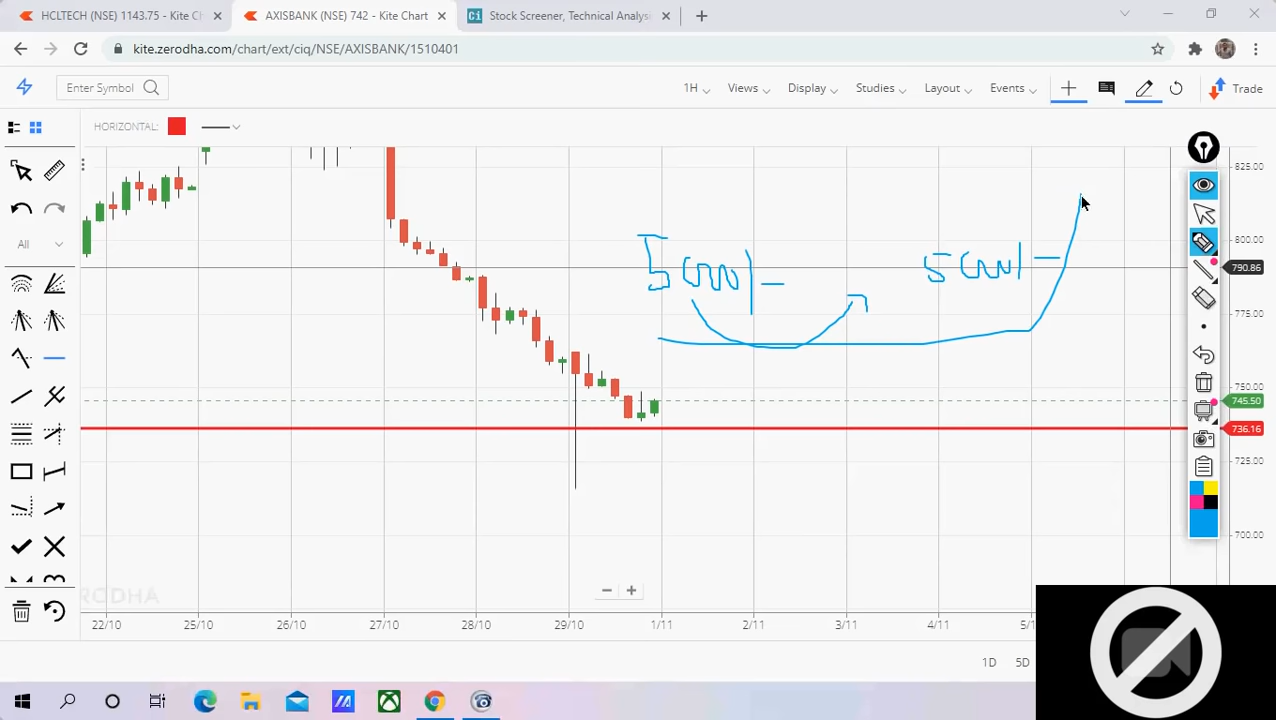 HCLTECH (NSE) 1143.75 - Kite Ch
AXISBANK (NSE) 742 - Kite Chart
Stock Screener, Technical Analysis
kite.zerodha.com/chart/ext/ciq/NSE/AXISBANK/1510401
Enter Symbol
1H
Views
Display
Studies
Layout
Events
Trade
HORIZONTAL:
825.00
800.00
790.86
775.00
750.00
745.50
736.16
725.00
700.00
All
5
5
22/10
25/10
26/10
27/10
28/10
29/10
1/11
2/11
3/11
4/11
1D
5D